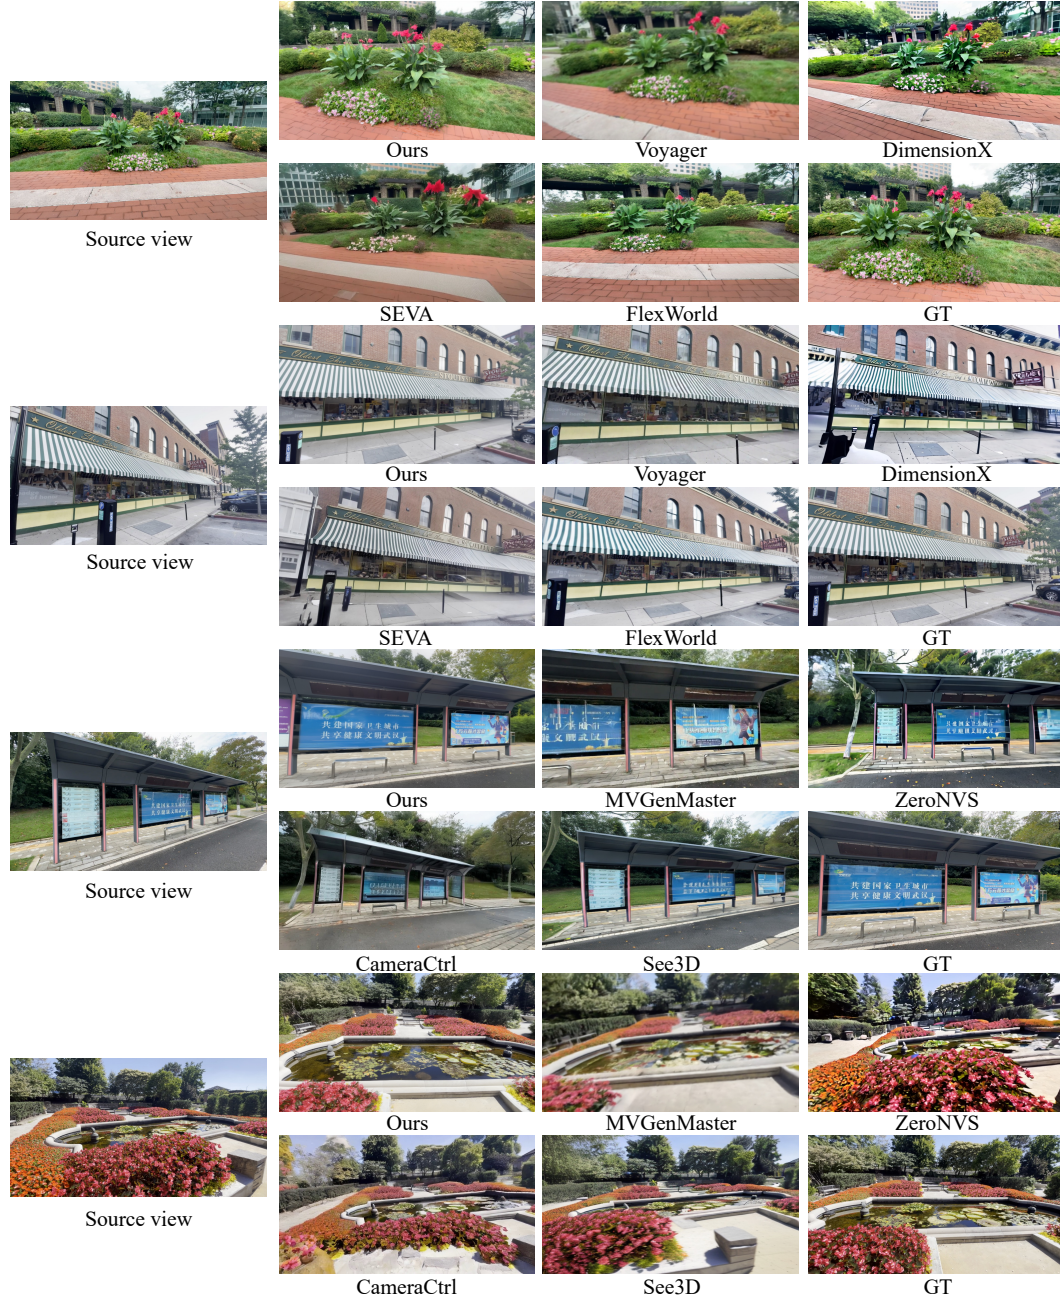 Ours
Voyager
DimensionX
Source view
SEVA
FlexWorld
GT
Ours
Voyager
DimensionX
Source view
SEVA
FlexWorld
GT
共建国家卫生城市
共享健康文明武汉
Ours
MVGenMaster
ZeroNVS
Source view
共建国家卫生城市
共享健康文明武汉
CameraCtrl
See3D
GT
Ours
MVGenMaster
ZeroNVS
Source view
CameraCtrl
See3D
GT